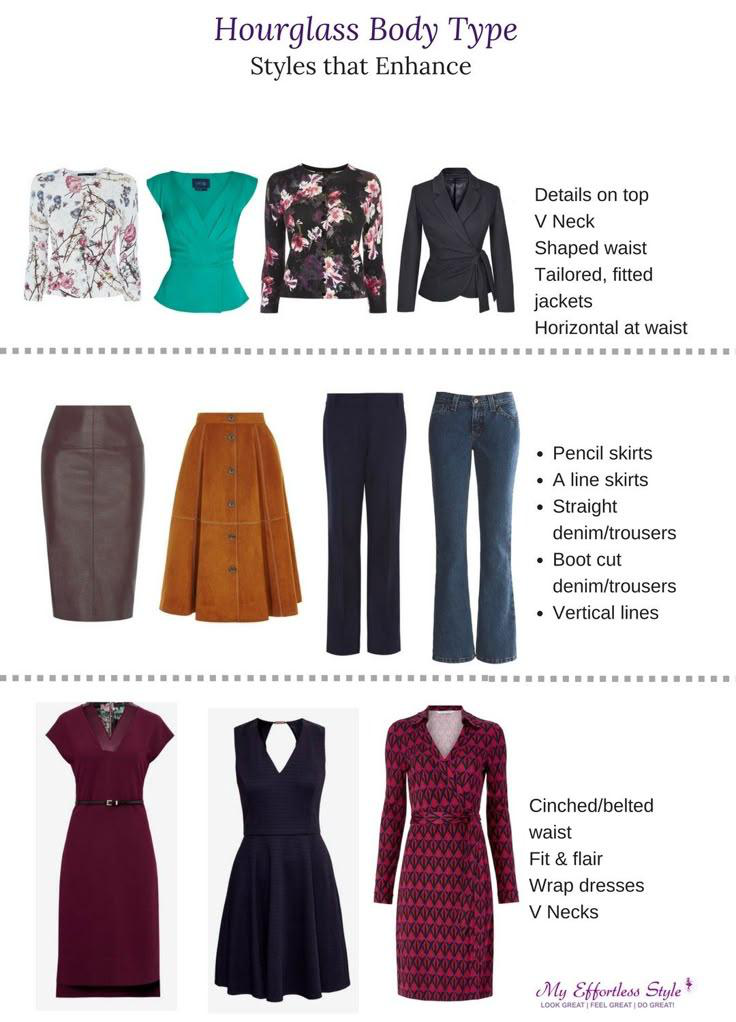 Hourglass Body Type
Styles that Enhance
Details on top
V Neck
Shaped waist
Tailored, fitted
jackets
Horizontal at waist
• Pencil skirts
• A line skirts
• Straight
denim/trousers
• Boot cut
denim/trousers
• Vertical lines
Cinched/belted
waist
Fit & flair
Wrap dresses
V Necks
My Effortless Style
LOOK GREAT | FEEL GREAT | DO GREAT!